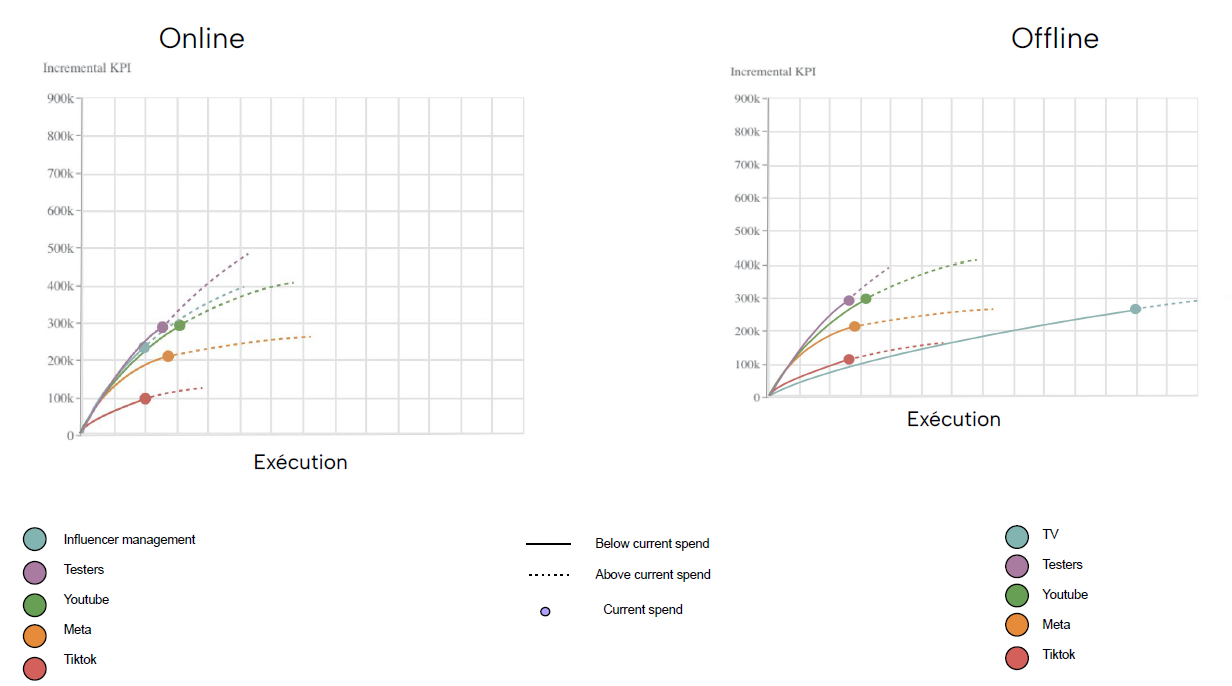 Online
Offline
Incremental KPI
900k
800k
700k
600k
500k
400k
300k
200k
100k
0
Exécution
Incremental KPI
900k
800k
700k
600k
500k
400k
300k
200k
100k
0
Exécution
Influencer management
Testers
Youtube
Meta
Tiktok
Below current spend
Above current spend
Current spend
TV
Testers
Youtube
Meta
Tiktok